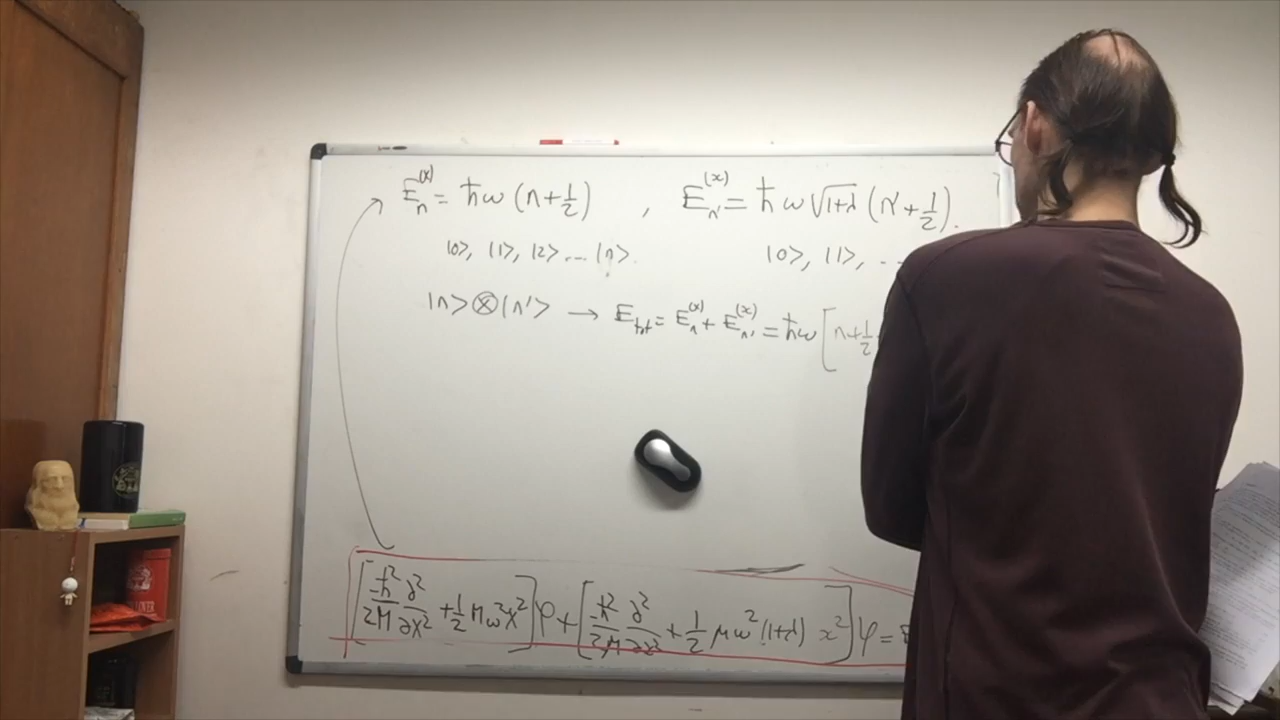 E_n^(X) = ħω (n+1/2) , E_n'^(x) = ħω√(1+λ) (n'+1/2).
|0>, |1>, |2> ... |n>. |0>, |1>, ..
|n>⊗|n'> → E_tot = E_n^(X) + E_n'^(x) = ħω [n+1/2
[-ħ²/2M ∂²/∂X² + 1/2 Mω²X²]φ + [-ħ²/2μ ∂²/∂x² + 1/2 μω²(1+λ) x²]φ =